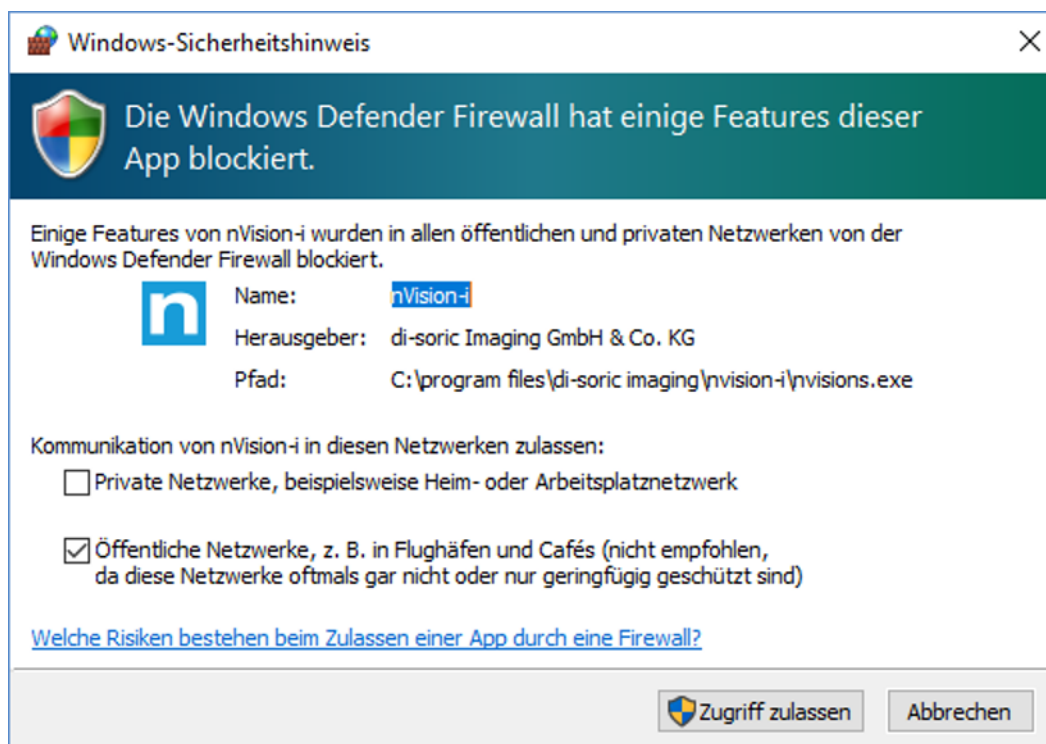 Windows-Sicherheitshinweis
Die Windows Defender Firewall hat einige Features dieser
App blockiert.
Einige Features von nVision-i wurden in allen öffentlichen und privaten Netzwerken von der
Windows Defender Firewall blockiert.
n
Name: nVision-i
Herausgeber: di-soric Imaging GmbH & Co. KG
Pfad: C:\program files\di-soric imaging\nvision-i\nvisions.exe
Kommunikation von nVision-i in diesen Netzwerken zulassen:
Private Netzwerke, beispielsweise Heim- oder Arbeitsplatznetzwerk
Öffentliche Netzwerke, z. B. in Flughäfen und Cafés (nicht empfohlen,
da diese Netzwerke oftmals gar nicht oder nur geringfügig geschützt sind)
Welche Risiken bestehen beim Zulassen einer App durch eine Firewall?
Zugriff zulassen Abbrechen